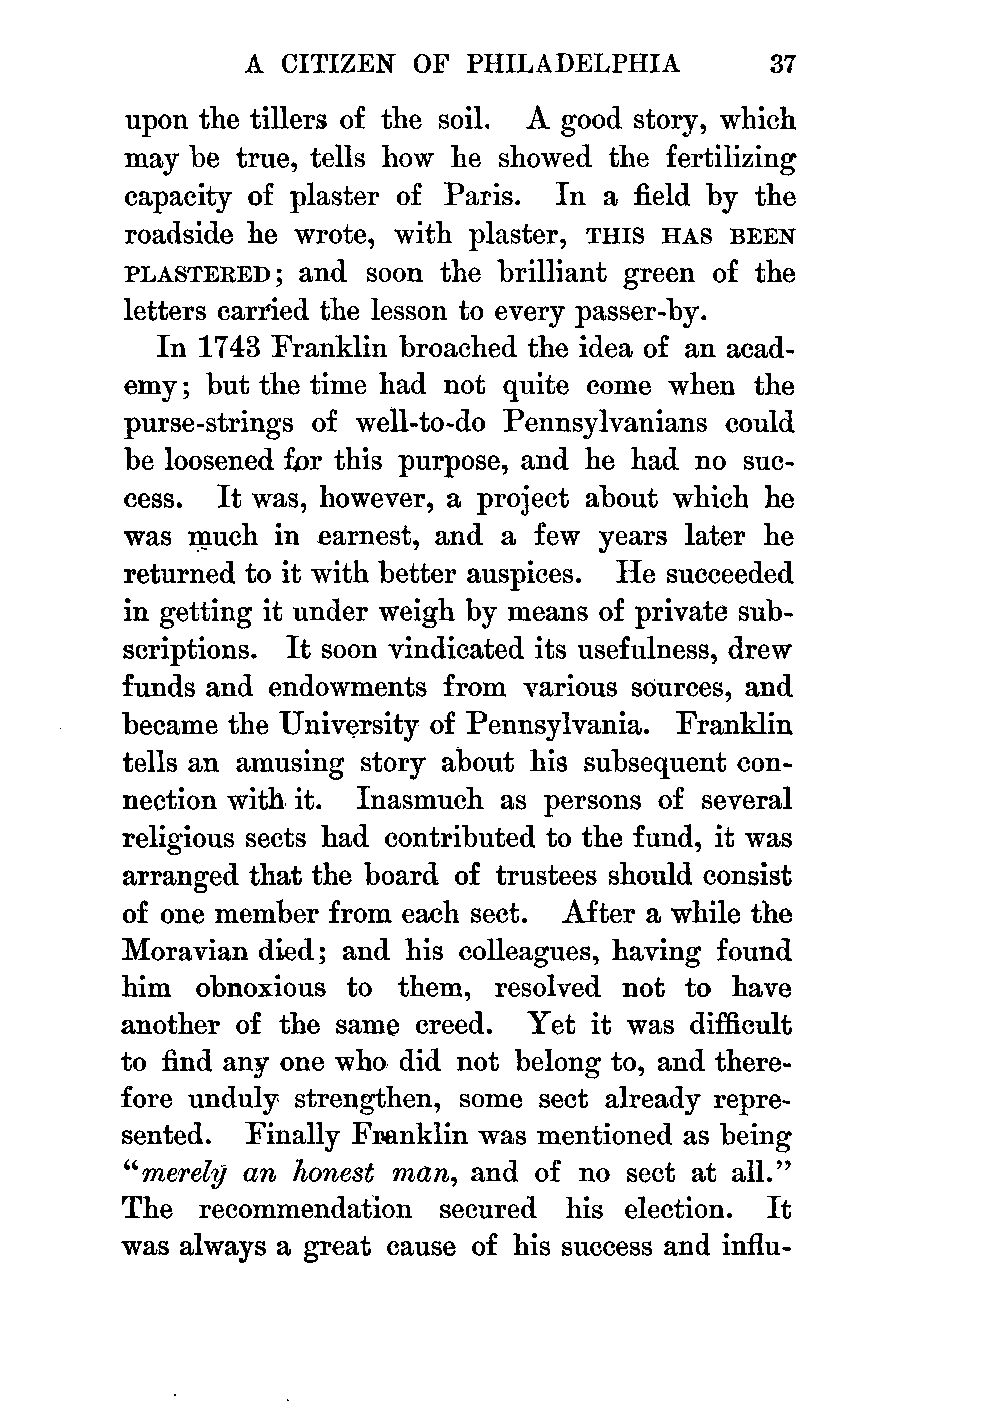 A CITIZEN OF PHILADELPHIA 37
upon the tillers of the soil. A good story, which
may be true, tells how he showed the fertilizing
capacity of plaster of Paris. In a field by the
roadside he wrote, with plaster, THIS HAS BEEN
PLASTERED; and soon the brilliant green of the
letters carried the lesson to every passer-by.
In 1743 Franklin broached the idea of an acad-
emy; but the time had not quite come when the
purse-strings of well-to-do Pennsylvanians could
be loosened for this purpose, and he had no suc-
cess. It was, however, a project about which he
was much in earnest, and a few years later he
returned to it with better auspices. He succeeded
in getting it under weigh by means of private sub-
scriptions. It soon vindicated its usefulness, drew
funds and endowments from various sources, and
became the University of Pennsylvania. Franklin
tells an amusing story about his subsequent con-
nection with it. Inasmuch as persons of several
religious sects had contributed to the fund, it was
arranged that the board of trustees should consist
of one member from each sect. After a while the
Moravian died; and his colleagues, having found
him obnoxious to them, resolved not to have
another of the same creed. Yet it was difficult
to find any one who did not belong to, and there-
fore unduly strengthen, some sect already repre-
sented. Finally Franklin was mentioned as being
"merely an honest man, and of no sect at all."
The recommendation secured his election. It
was always a great cause of his success and influ-